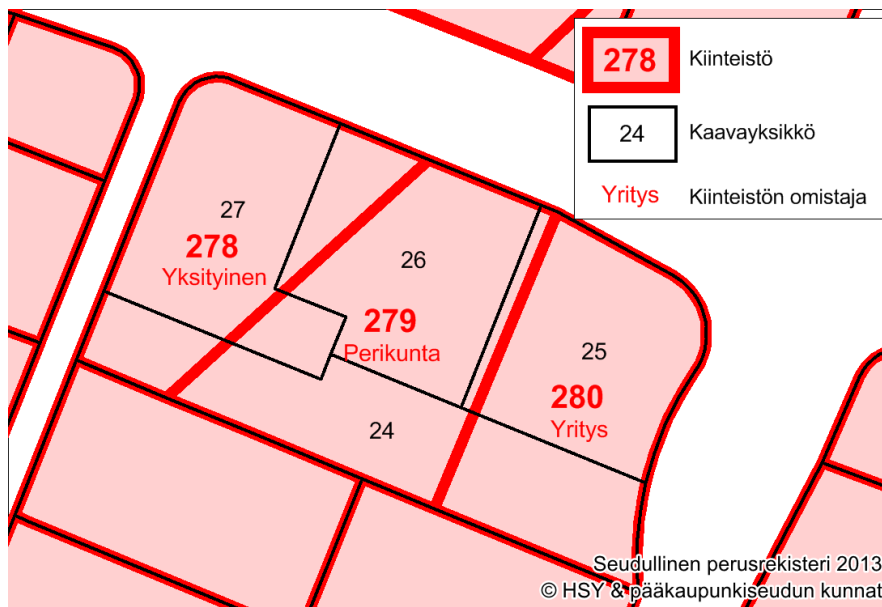 278 Kiinteistö
24 Kaavayksikkö
Yritys Kiinteistön omistaja
27
278
Yksityinen
26
279
Perikunta
25
280
Yritys
24
Seudullinen perusrekisteri 2013
© HSY & pääkaupunkiseudun kunnat